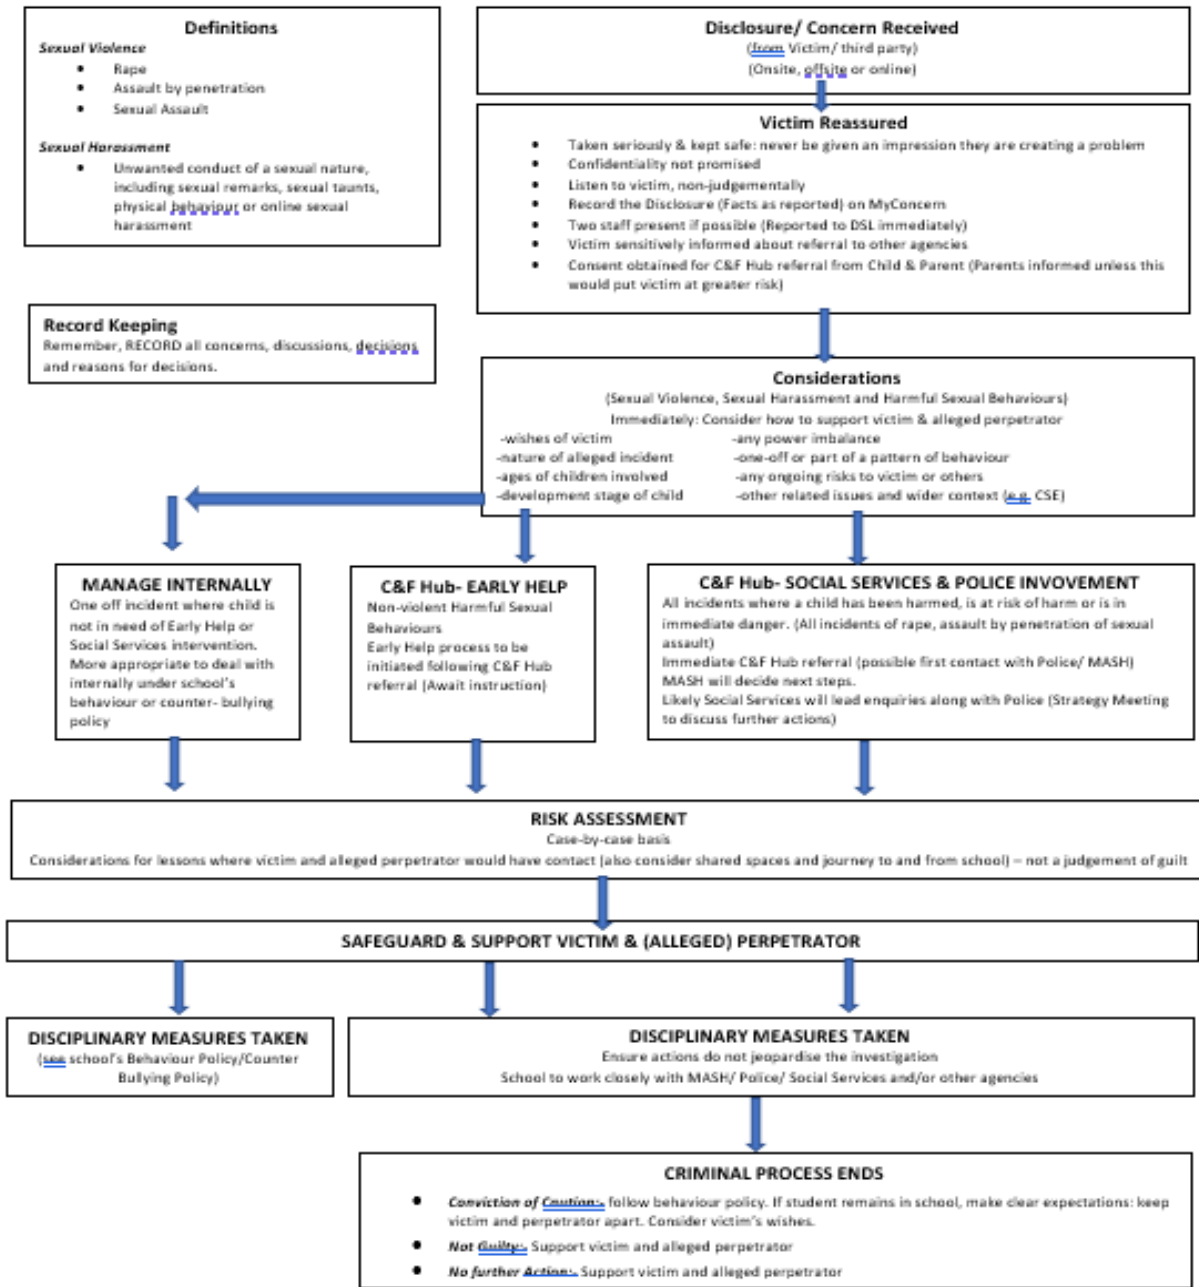 Definitions
Sexual Violence
• Rape
• Assault by penetration
• Sexual Assault
Sexual Harassment
• Unwanted conduct of a sexual nature,
including sexual remarks, sexual taunts,
physical behaviour or online sexual
harassment
Record Keeping
Remember, RECORD all concerns, discussions, decisions
and reasons for decisions.
Disclosure/ Concern Received
(from Victim/ third party)
(Onsite, offsite or online)
Victim Reassured
• Taken seriously & kept safe: never be given an impression they are creating a problem
• Confidentiality not promised
• Listen to victim, non-judgementally
• Record the Disclosure (Facts as reported) on MyConcern
• Two staff present if possible (Reported to DSL immediately)
• Victim sensitively informed about referral to other agencies
• Consent obtained for C&F Hub referral from Child & Parent (Parents informed unless this
would put victim at greater risk)
Considerations
(Sexual Violence, Sexual Harassment and Harmful Sexual Behaviours)
Immediately: Consider how to support victim & alleged perpetrator
-wishes of victim -any power imbalance
-nature of alleged incident -one-off or part of a pattern of behaviour
-ages of children involved -any ongoing risks to victim or others
-development stage of child -other related issues and wider context (e.g. CSE)
MANAGE INTERNALLY
One off incident where child is
not in need of Early Help or
Social Services intervention.
More appropriate to deal with
internally under school's
behaviour or counter- bullying
policy
C&F Hub- EARLY HELP
Non-violent Harmful Sexual
Behaviours
Early Help process to be
initiated following C&F Hub
referral (Await instruction)
C&F Hub- SOCIAL SERVICES & POLICE INVOVEMENT
All incidents where a child has been harmed, is at risk of harm or is in
immediate danger. (All incidents of rape, assault by penetration of sexual
assault)
Immediate C&F Hub referral (possible first contact with Police/ MASH)
MASH will decide next steps.
Likely Social Services will lead enquiries along with Police (Strategy Meeting
to discuss further actions)
RISK ASSESSMENT
Case-by-case basis
Considerations for lessons where victim and alleged perpetrator would have contact (also consider shared spaces and journey to and from school) – not a judgement of guilt
SAFEGUARD & SUPPORT VICTIM & (ALLEGED) PERPETRATOR
DISCIPLINARY MEASURES TAKEN
(see school's Behaviour Policy/Counter
Bullying Policy)
DISCIPLINARY MEASURES TAKEN
Ensure actions do not jeopardise the investigation
School to work closely with MASH/ Police/ Social Services and/or other agencies
CRIMINAL PROCESS ENDS
• Conviction of Caution:- follow behaviour policy. If student remains in school, make clear expectations: keep
victim and perpetrator apart. Consider victim's wishes.
• Not Guilty:- Support victim and alleged perpetrator
• No further Action:- Support victim and alleged perpetrator